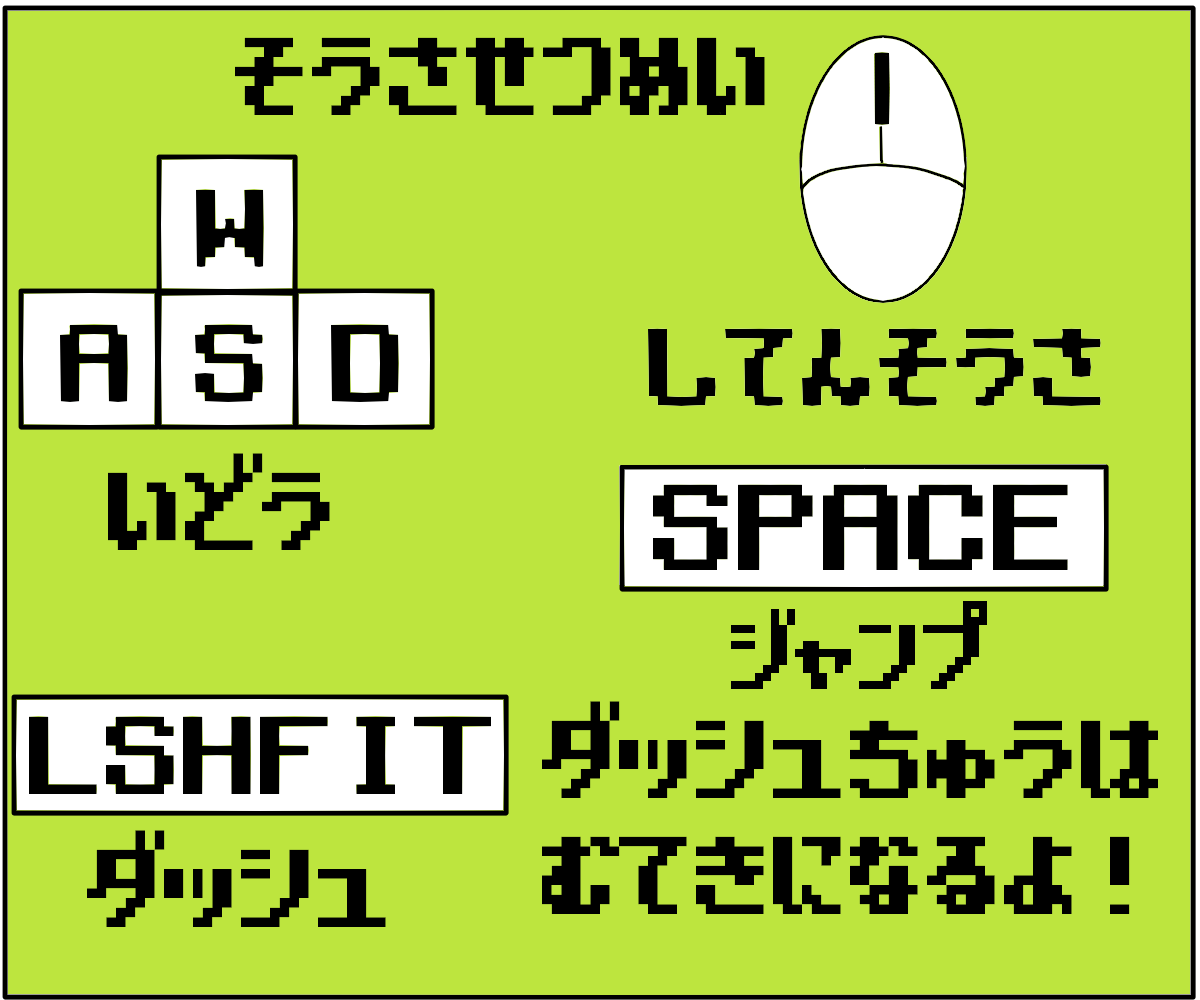 そうさせつめい
W
A S D
いどう
してんそうさ
SPACE
ジャンプ
LSHFIT
ダッシュ
ダッシュちゅうは
むてきになるよ！